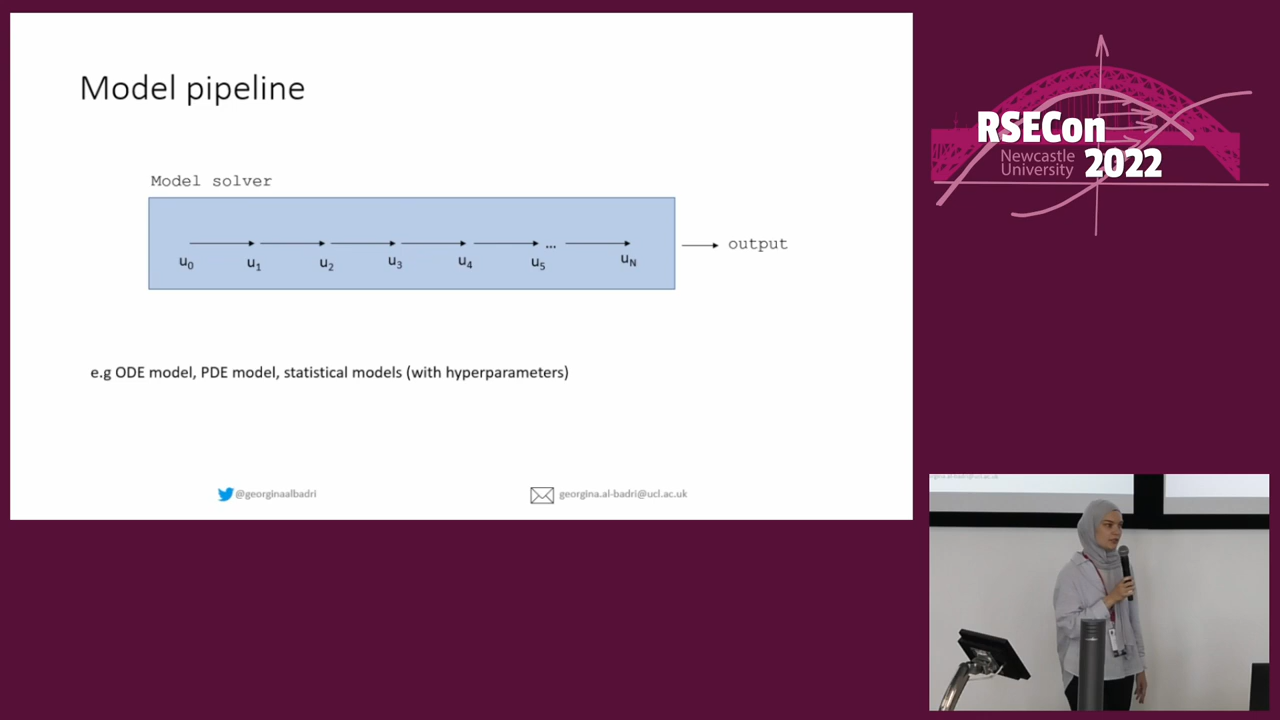 Model pipeline
Model solver
u0 u1 u2 u3 u4 u5 ... uN
output
e.g ODE model, PDE model, statistical models (with hyperparameters)
@georginaalbadri
georgina.al-badri@ucl.ac.uk
RSECon
Newcastle
University
2022